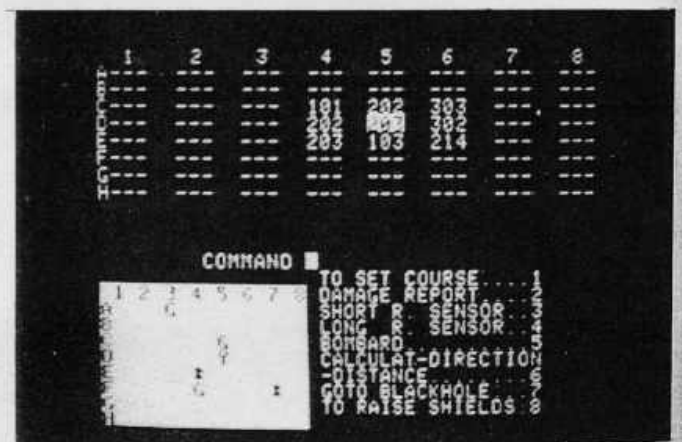 1 2 3 4 5 6 7 8
A --- --- --- --- --- --- --- ---
B --- --- --- --- --- --- --- ---
C --- --- --- 101 202 303 --- ---
D --- --- --- 202 --- 302 --- ---
E --- --- --- 203 103 214 --- ---
F --- --- --- --- --- --- --- ---
G --- --- --- --- --- --- --- ---
H --- --- --- --- --- --- --- ---
COMMAND
TO SET COURSE....1
DAMAGE REPORT....2
SHORT R. SENSOR..3
LONG R. SENSOR..4
BOMBARD..........5
CALCULAT-DIRECTION
-DISTANCE........6
GOTO BLACKHOLE...7
TO RAISE SHIELDS 8
1 2 3 4 5 6 7 8
A G
G
D
G